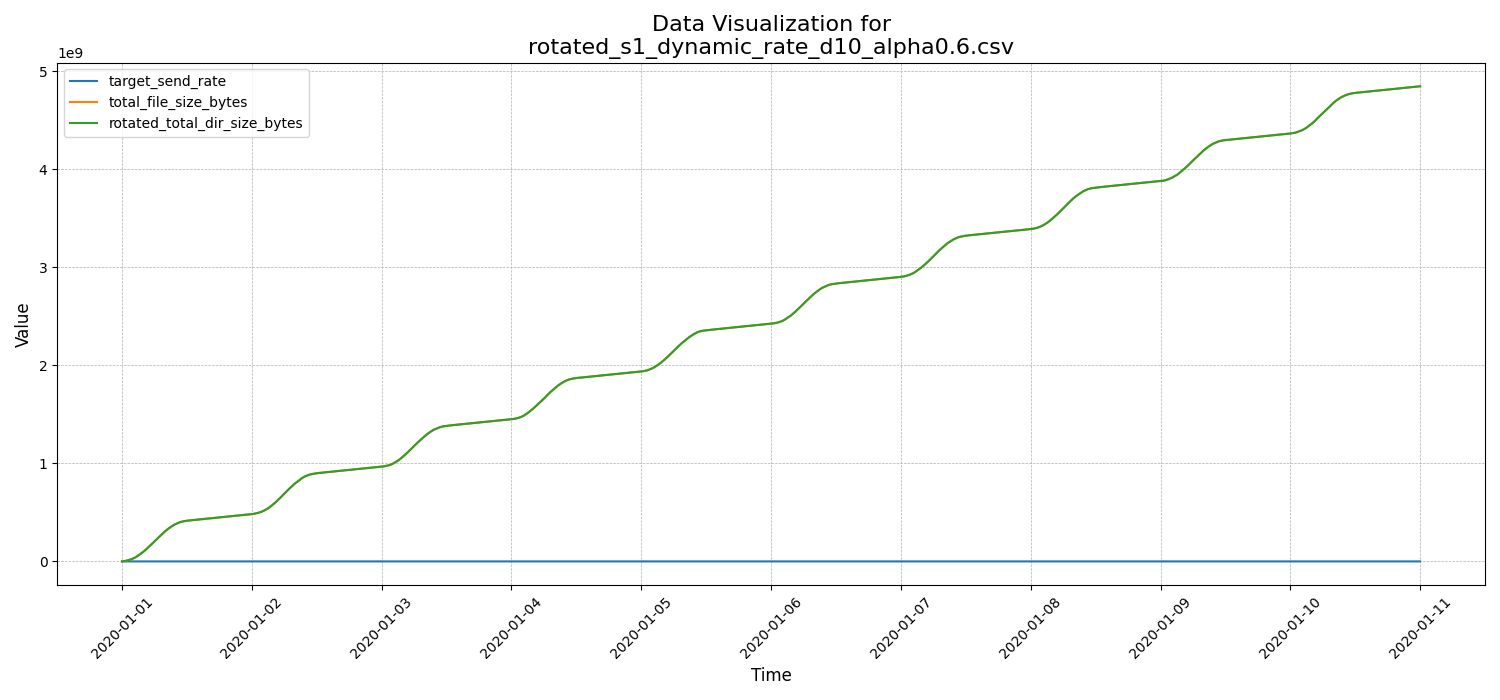 Data Visualization for
rotated_s1_dynamic_rate_d10_alpha0.6.csv
1e9
target_send_rate
total_file_size_bytes
rotated_total_dir_size_bytes
5
4
3
2
1
0
Value
2020-01-01
2020-01-02
2020-01-03
2020-01-04
2020-01-05
2020-01-06
2020-01-07
2020-01-08
2020-01-09
2020-01-10
2020-01-11
Time